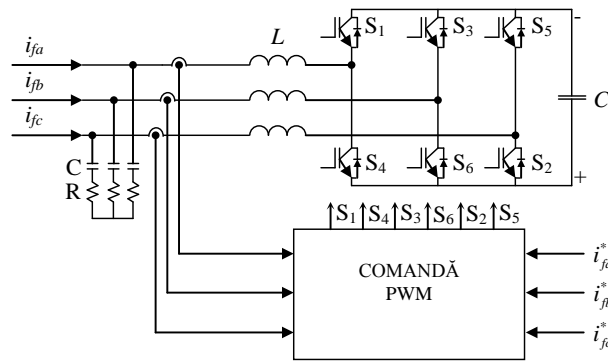 i_fa
i_fb
i_fc
L
S₁
S₃
S₅
-
C
C
R
S₄
S₆
S₂
+
S₁ S₄ S₃ S₆ S₂ S₅
COMANDĂ
PWM
i*_fa
i*_fb